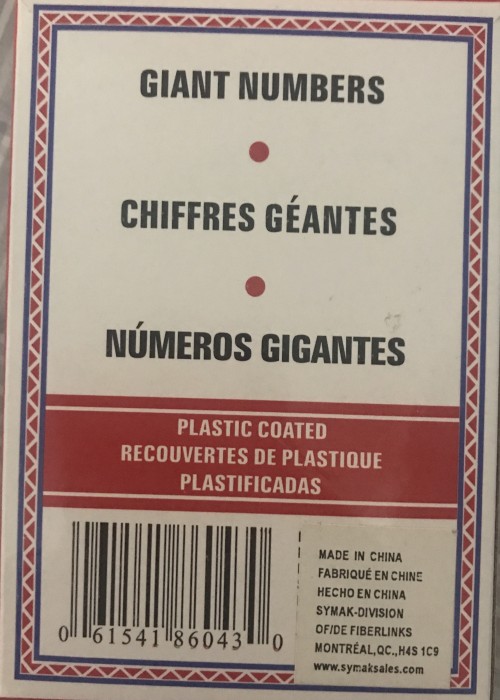 GIANT NUMBERS
CHIFFRES GÉANTES
NÚMEROS GIGANTES
PLASTIC COATED
RECOUVERTES DE PLASTIQUE
PLASTIFICADAS
0 61541 86043 0
MADE IN CHINA
FABRIQUÉ EN CHINE
HECHO EN CHINA
SYMAK-DIVISION
OF/DE FIBERLINKS
MONTRÉAL,QC.,H4S 1C9
www.symaksales.com